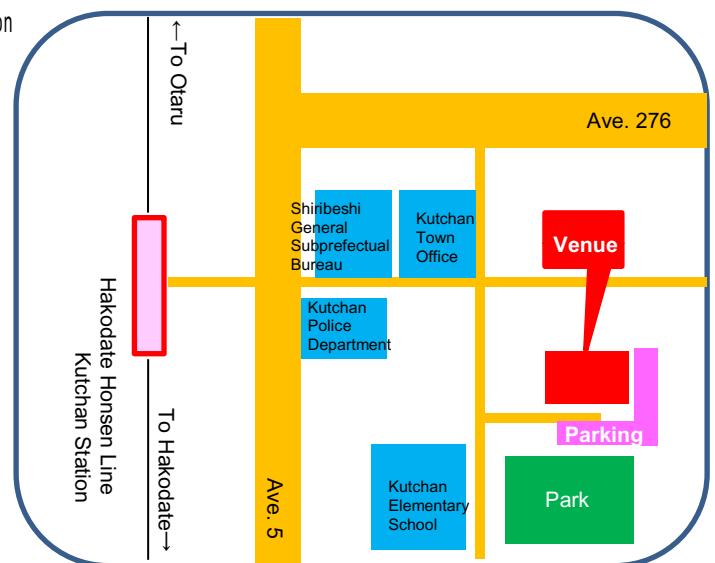 on
←To Otaru
Ave. 276
Shiribeshi
General
Subprefectual
Bureau
Kutchan
Town
Office
Venue
Kutchan
Police
Department
Hakodate Honsen Line
Kutchan Station
To Hakodate→
Parking
Ave. 5
Kutchan
Elementary
School
Park